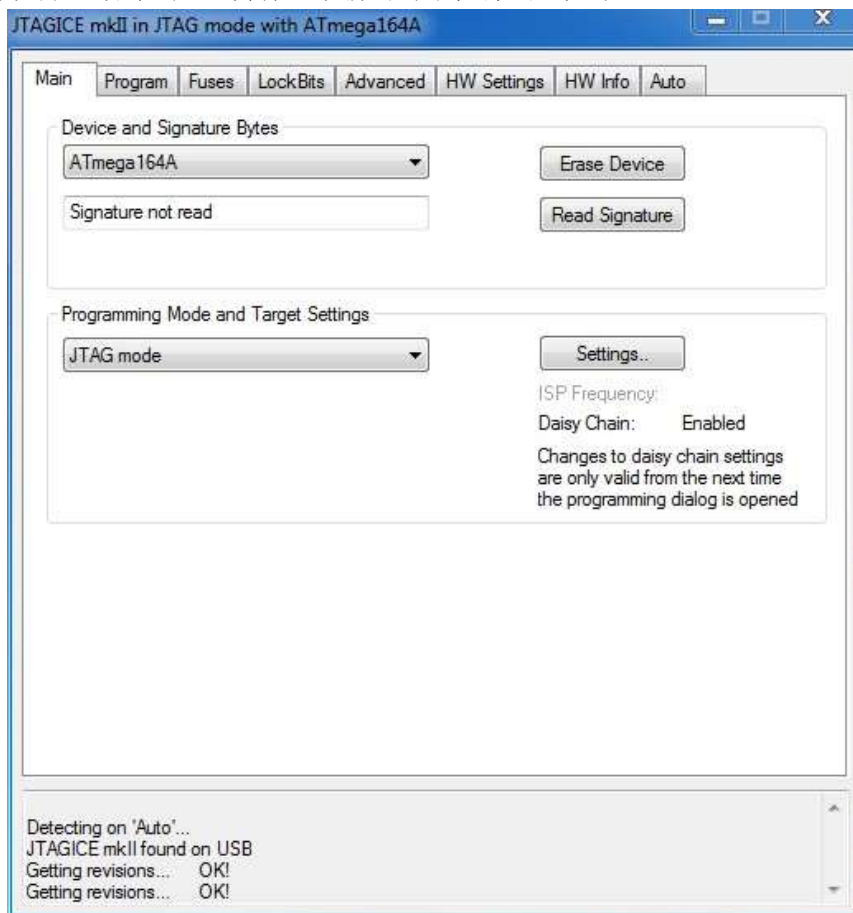 JTAGICE mkII in JTAG mode with ATmega164A
Main Program Fuses LockBits Advanced HW Settings HW Info Auto
Device and Signature Bytes
ATmega164A Erase Device
Signature not read Read Signature
Programming Mode and Target Settings
JTAG mode Settings..
ISP Frequency:
Daisy Chain: Enabled
Changes to daisy chain settings
are only valid from the next time
the programming dialog is opened
Detecting on 'Auto'...
JTAGICE mkII found on USB
Getting revisions... OK!
Getting revisions... OK!